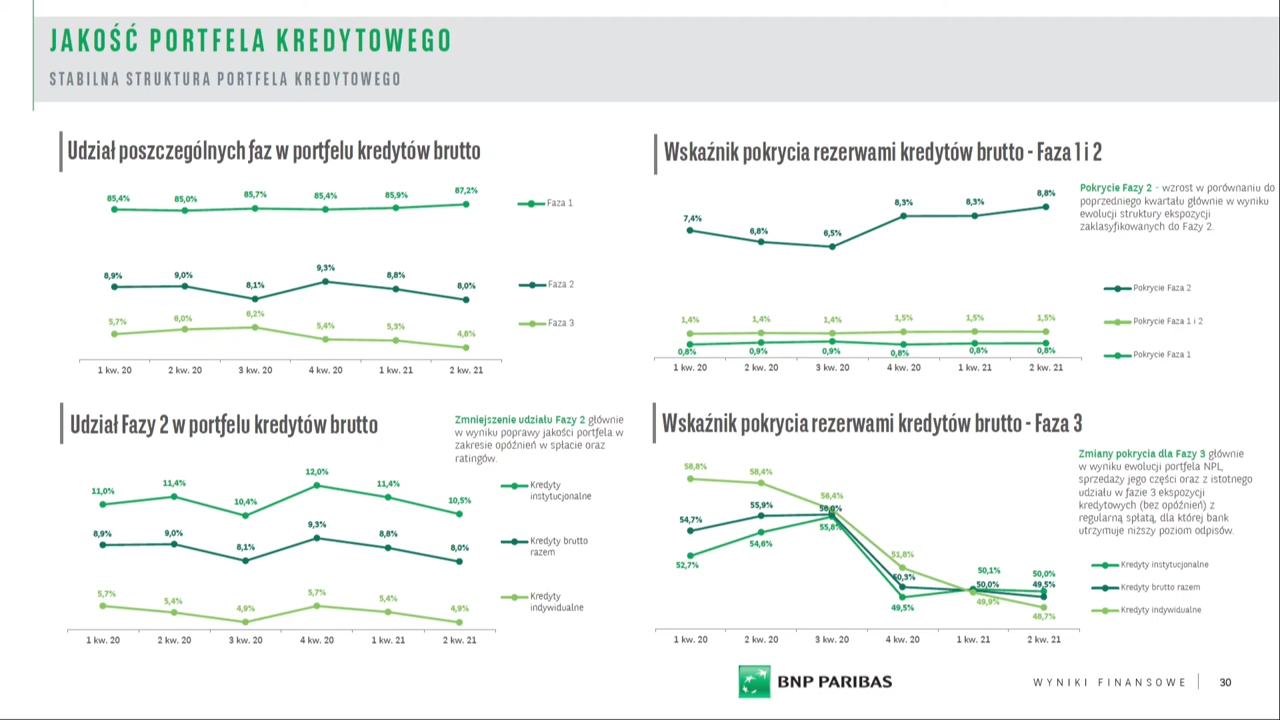 JAKOŚĆ PORTFELA KREDYTOWEGO
STABILNA STRUKTURA PORTFELA KREDYTOWEGO
Udział poszczególnych faz w portfelu kredytów brutto
85,4% 85,0% 85,7% 85,4% 85,9% 87,2%
Faza 1
8,9% 9,0% 8,1% 9,3% 8,8% 8,0%
Faza 2
5,7% 6,0% 6,2% 5,4% 5,3% 4,8%
Faza 3
1 kw. 20 2 kw. 20 3 kw. 20 4 kw. 20 1 kw. 21 2 kw. 21
Wskaźnik pokrycia rezerwami kredytów brutto - Faza 1 i 2
Pokrycie Fazy 2 - wzrost w porównaniu do
poprzedniego kwartału głównie w wyniku
ewolucji struktury ekspozycji
zaklasyfikowanych do Fazy 2.
7,4% 6,8% 6,5% 8,3% 8,3% 8,8%
Pokrycie Faza 2
1,4% 1,4% 1,4% 1,5% 1,5% 1,5%
Pokrycie Faza 1 i 2
0,8% 0,9% 0,9% 0,8% 0,8% 0,8%
Pokrycie Faza 1
1 kw. 20 2 kw. 20 3 kw. 20 4 kw. 20 1 kw. 21 2 kw. 21
Udział Fazy 2 w portfelu kredytów brutto
Zmniejszenie udziału Fazy 2 głównie
w wyniku poprawy jakości portfela w
zakresie opóźnień w spłacie oraz
ratingów.
11,0% 11,4% 10,4% 12,0% 11,4% 10,5%
Kredyty
instytucjonalne
8,9% 9,0% 8,1% 9,3% 8,8% 8,0%
Kredyty brutto
razem
5,7% 5,4% 4,9% 5,7% 5,4% 4,9%
Kredyty
indywidualne
1 kw. 20 2 kw. 20 3 kw. 20 4 kw. 20 1 kw. 21 2 kw. 21
Wskaźnik pokrycia rezerwami kredytów brutto - Faza 3
Zmiany pokrycia dla Fazy 3 głównie
w wyniku ewolucji portfela NPL,
sprzedaży jego części oraz z istotnego
udziału w fazie 3 ekspozycji
kredytowych (bez opóźnień) z
regularną spłatą, dla której bank
utrzymuje niższy poziom odpisów.
58,8% 58,4% 56,4% 51,8% 49,9% 48,7%
54,7% 55,9% 56,0% 50,3% 50,0% 49,5%
52,7% 54,6% 55,8% 49,5% 50,1% 50,0%
Kredyty instytucjonalne
Kredyty brutto razem
Kredyty indywidualne
1 kw. 20 2 kw. 20 3 kw. 20 4 kw. 20 1 kw. 21 2 kw. 21
BNP PARIBAS
WYNIKI FINANSOWE 30